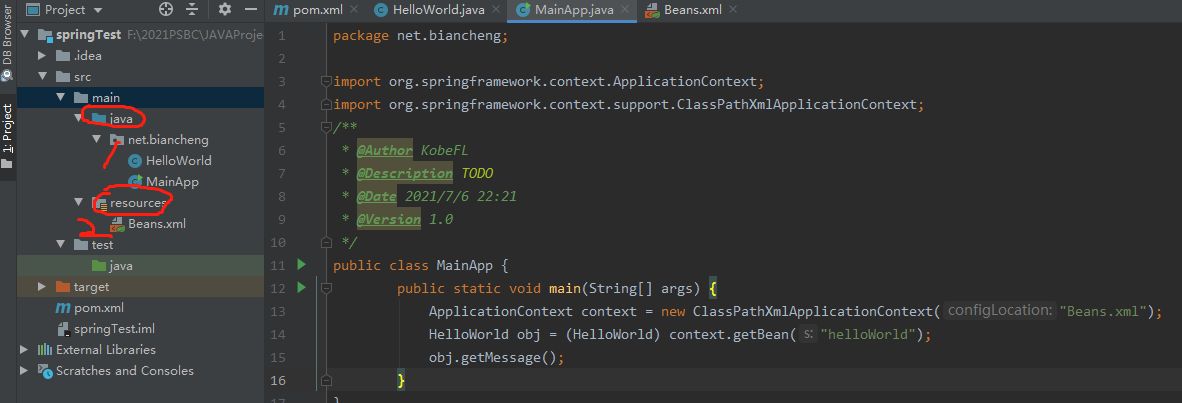 Project
pom.xml
HelloWorld.java
MainApp.java
Beans.xml
DB Browser
1: Project
springTest F:\2021PSBC\JAVAProje
.idea
src
main
java
net.biancheng
HelloWorld
MainApp
resources
Beans.xml
test
java
target
pom.xml
springTest.iml
External Libraries
Scratches and Consoles
1
2
1 package net.biancheng;
2
3 import org.springframework.context.ApplicationContext;
4 import org.springframework.context.support.ClassPathXmlApplicationContext;
5 /**
6 * @Author KobeFL
7 * @Description TODO
8 * @Date 2021/7/6 22:21
9 * @Version 1.0
10 */
11 public class MainApp {
12 public static void main(String[] args) {
13 ApplicationContext context = new ClassPathXmlApplicationContext( configLocation: "Beans.xml");
14 HelloWorld obj = (HelloWorld) context.getBean( s: "helloWorld");
15 obj.getMessage();
16 }
17 }